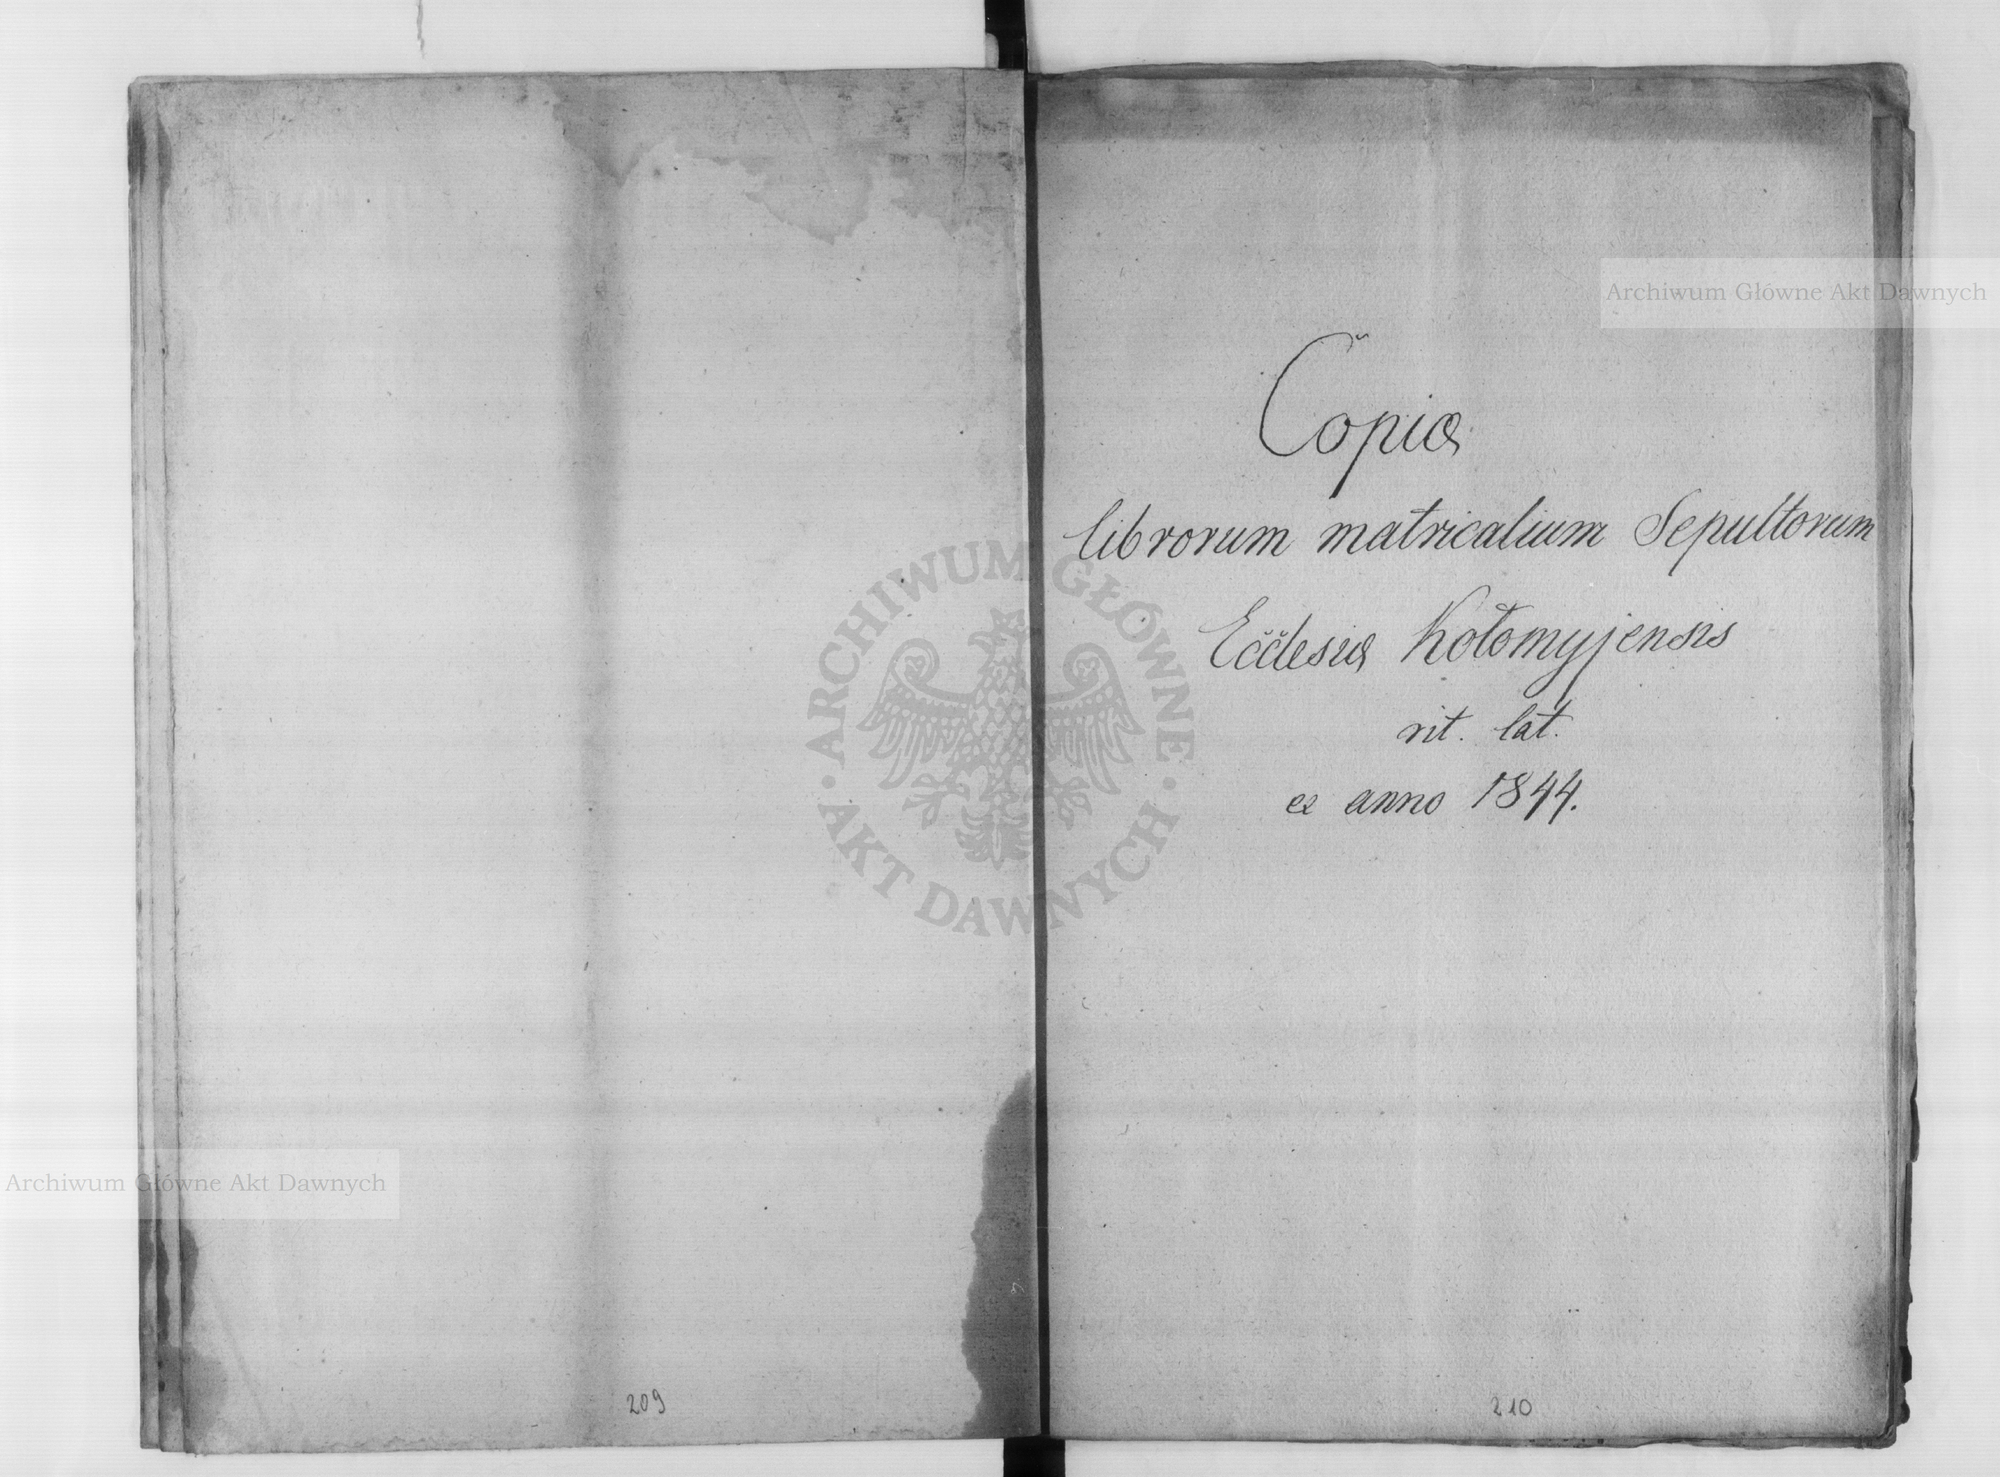 Archiwum Główne Akt Dawnych
Copiæ
librorum matricalium Sepultorum
Ecclesiæ Kołomyjensis
rit. lat.
ex anno 1844.
ARCHIWUM GŁÓWNE · AKT DAWNYCH ·
Archiwum Główne Akt Dawnych
209
210